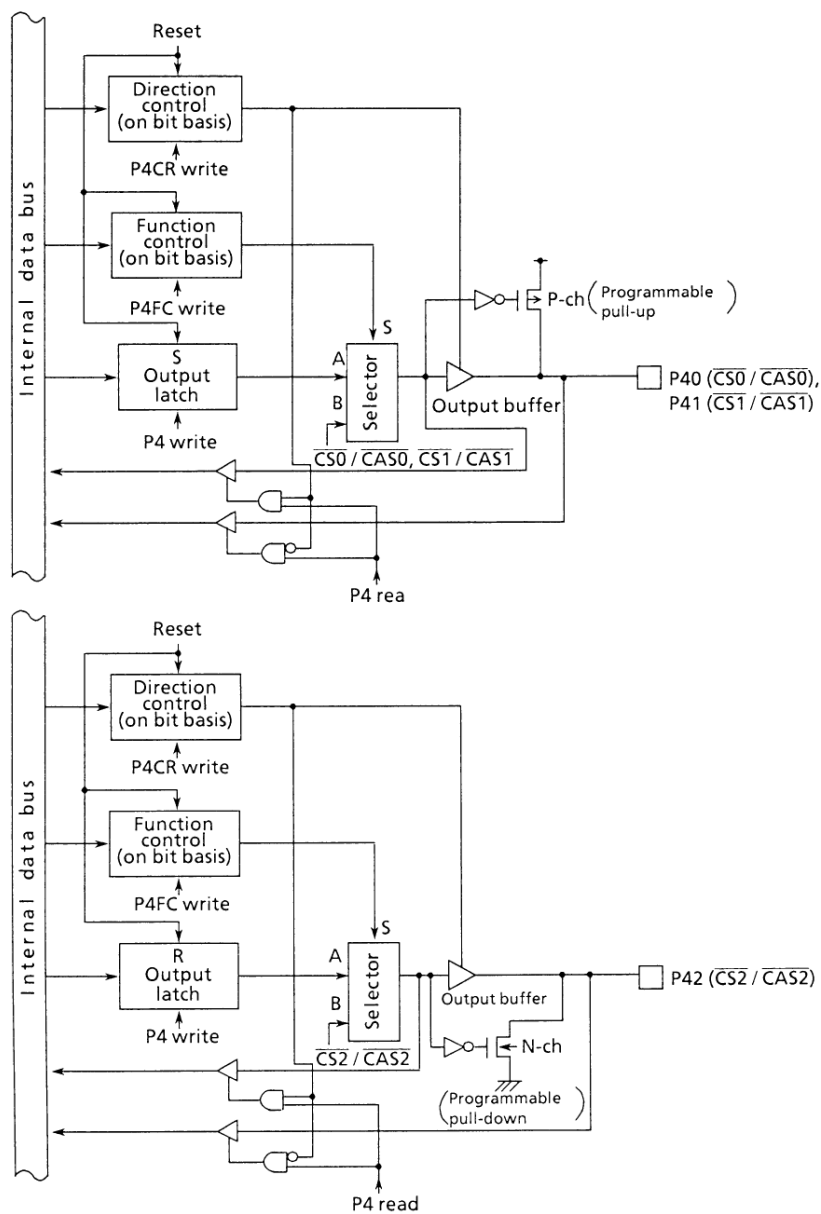 Reset
Direction
control
(on bit basis)
P4CR write
Function
control
(on bit basis)
P4FC write
S
Output
latch
P4 write
Internal data bus
A
B
S
Selector
CS0 / CAS0, CS1 / CAS1
Output buffer
P-ch (Programmable
pull-up)
P40 (CS0 / CAS0),
P41 (CS1 / CAS1)
P4 rea
Reset
Direction
control
(on bit basis)
P4CR write
Function
control
(on bit basis)
P4FC write
R
Output
latch
P4 write
Internal data bus
A
B
S
Selector
CS2 / CAS2
Output buffer
N-ch
(Programmable
pull-down)
P42 (CS2 / CAS2)
P4 read